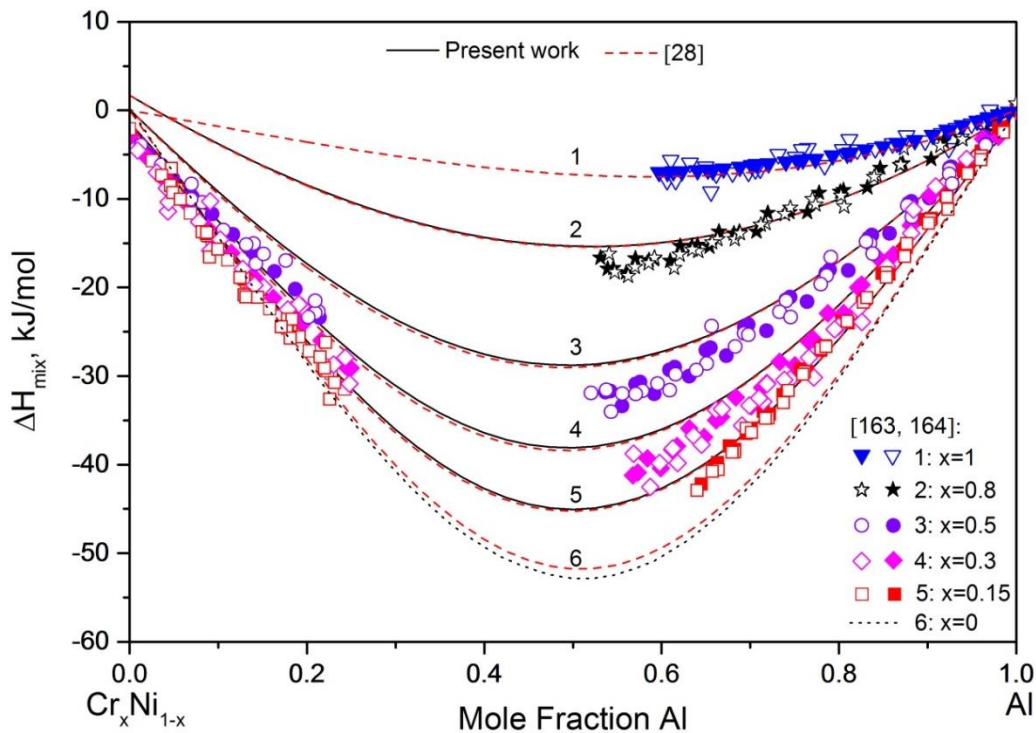 10
0
-10
-20
-30
-40
-50
-60
ΔH_mix, kJ/mol
Present work
[28]
1
2
3
4
5
6
[163, 164]:
1: x=1
2: x=0.8
3: x=0.5
4: x=0.3
5: x=0.15
6: x=0
0.0 0.2 0.4 0.6 0.8 1.0
Cr_xNi_1-x Mole Fraction Al Al